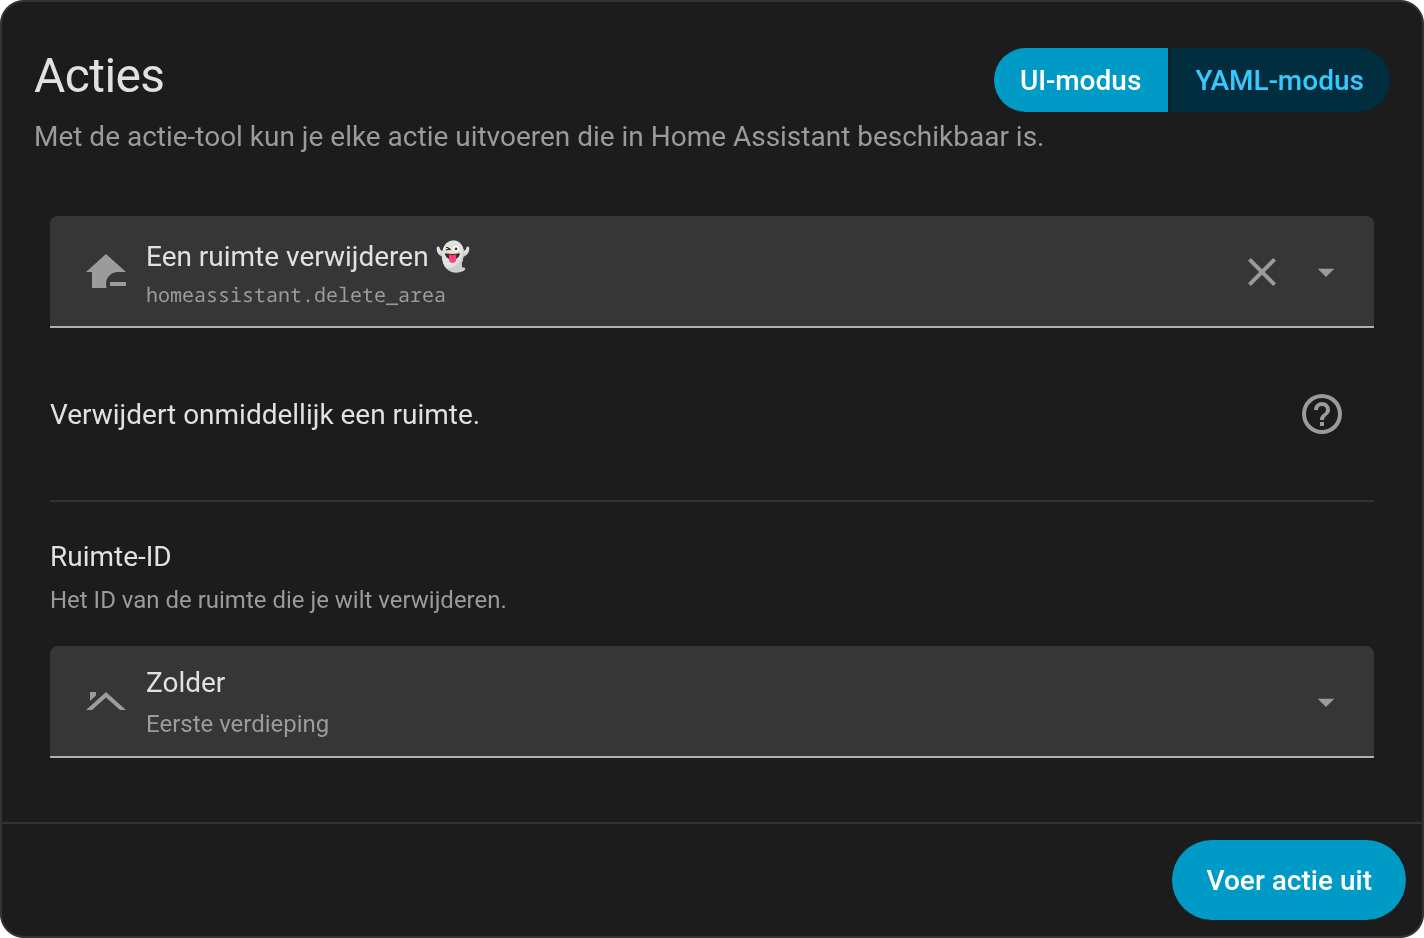 Acties
UI-modus
YAML-modus
Met de actie-tool kun je elke actie uitvoeren die in Home Assistant beschikbaar is.
Een ruimte verwijderen 👻
homeassistant.delete_area
Verwijdert onmiddellijk een ruimte.
Ruimte-ID
Het ID van de ruimte die je wilt verwijderen.
Zolder
Eerste verdieping
Voer actie uit